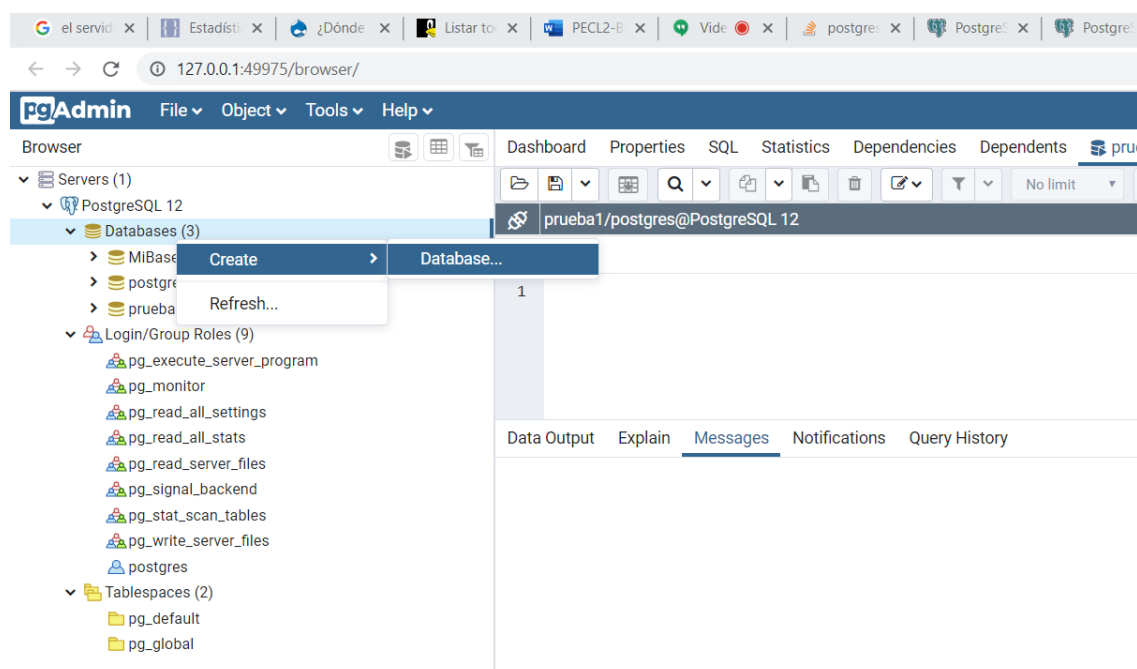 el servid Estadísti ¿Dónde Listar to PECL2-B Vide postgres PostgreS PostgreS
127.0.0.1:49975/browser/
pgAdmin File Object Tools Help
Browser
Dashboard Properties SQL Statistics Dependencies Dependents pru
Servers (1)
No limit
PostgreSQL 12
prueba1/postgres@PostgreSQL 12
Databases (3)
MiBase
Create Database...
postgre
1
Refresh...
prueba
Login/Group Roles (9)
pg_execute_server_program
pg_monitor
pg_read_all_settings
pg_read_all_stats
Data Output Explain Messages Notifications Query History
pg_read_server_files
pg_signal_backend
pg_stat_scan_tables
pg_write_server_files
postgres
Tablespaces (2)
pg_default
pg_global